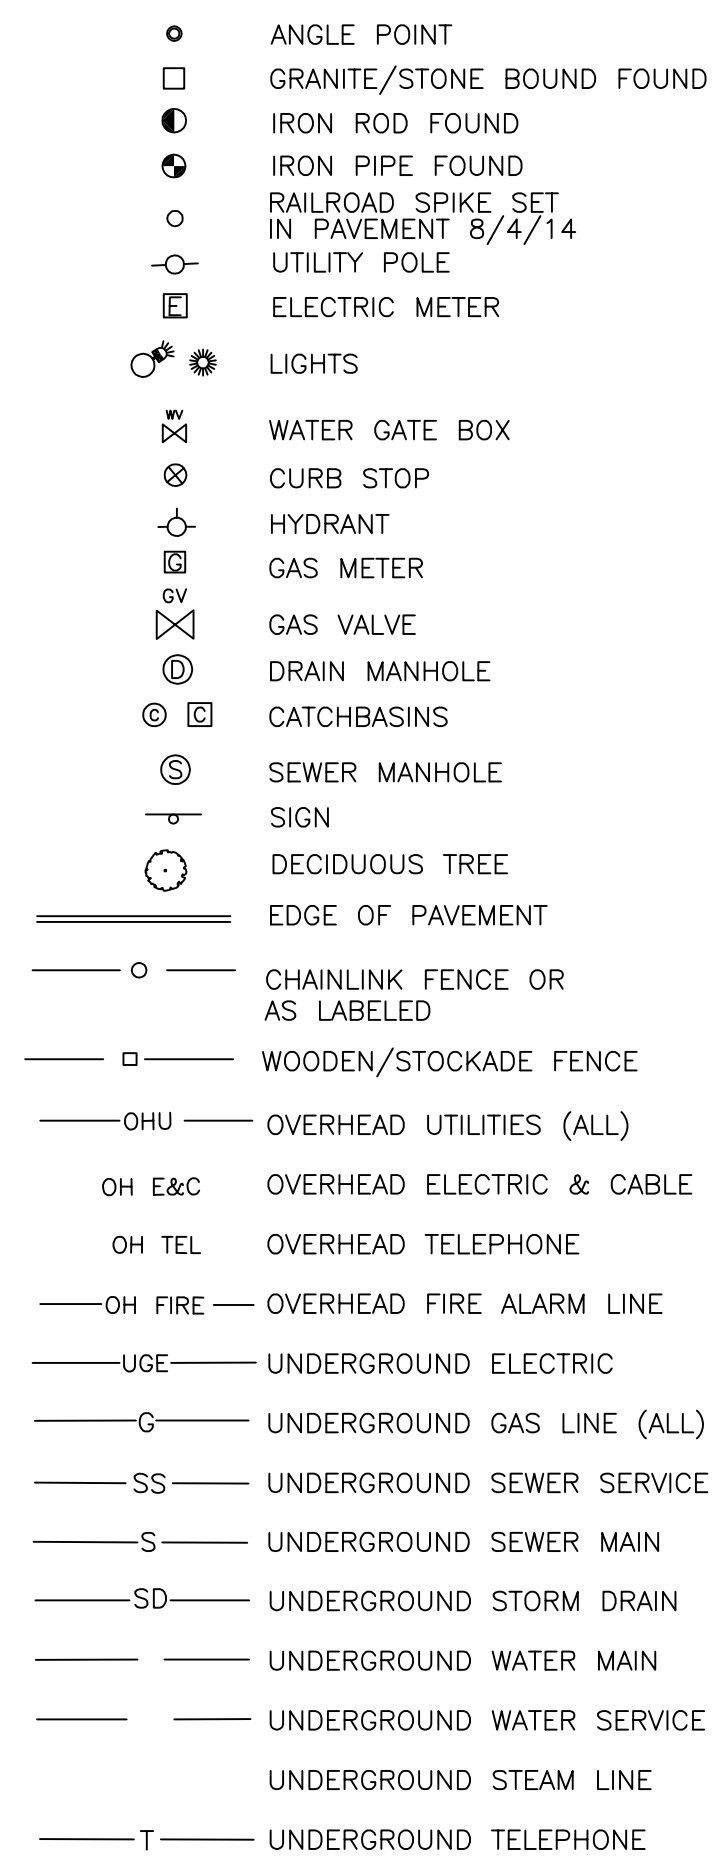 ANGLE POINT
GRANITE/STONE BOUND FOUND
IRON ROD FOUND
IRON PIPE FOUND
RAILROAD SPIKE SET
IN PAVEMENT 8/4/14
UTILITY POLE
E ELECTRIC METER
LIGHTS
WV
WATER GATE BOX
CURB STOP
HYDRANT
G GAS METER
GV
GAS VALVE
D DRAIN MANHOLE
C C CATCHBASINS
S SEWER MANHOLE
SIGN
DECIDUOUS TREE
EDGE OF PAVEMENT
CHAINLINK FENCE OR
AS LABELED
WOODEN/STOCKADE FENCE
OHU OVERHEAD UTILITIES (ALL)
OH E&C OVERHEAD ELECTRIC & CABLE
OH TEL OVERHEAD TELEPHONE
OH FIRE OVERHEAD FIRE ALARM LINE
UGE UNDERGROUND ELECTRIC
G UNDERGROUND GAS LINE (ALL)
SS UNDERGROUND SEWER SERVICE
S UNDERGROUND SEWER MAIN
SD UNDERGROUND STORM DRAIN
UNDERGROUND WATER MAIN
UNDERGROUND WATER SERVICE
UNDERGROUND STEAM LINE
T UNDERGROUND TELEPHONE